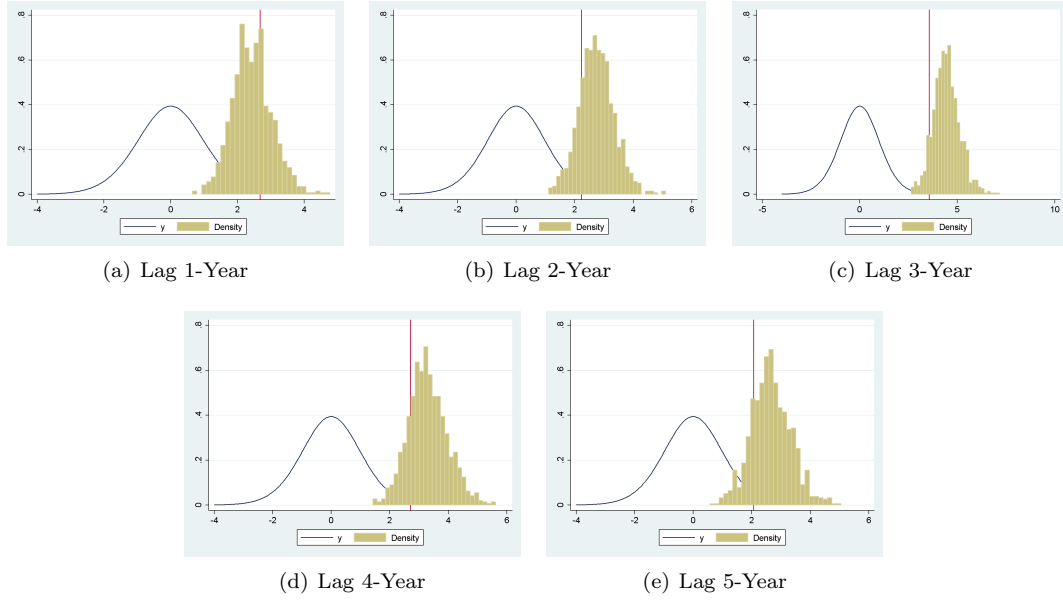 .8
.6
.4
.2
0
-4 -2 0 2 4
y Density
(a) Lag 1-Year
.8
.6
.4
.2
0
-4 -2 0 2 4 6
y Density
(b) Lag 2-Year
.8
.6
.4
.2
0
-5 0 5 10
y Density
(c) Lag 3-Year
.8
.6
.4
.2
0
-4 -2 0 2 4 6
y Density
(d) Lag 4-Year
.8
.6
.4
.2
0
-4 -2 0 2 4 6
y Density
(e) Lag 5-Year